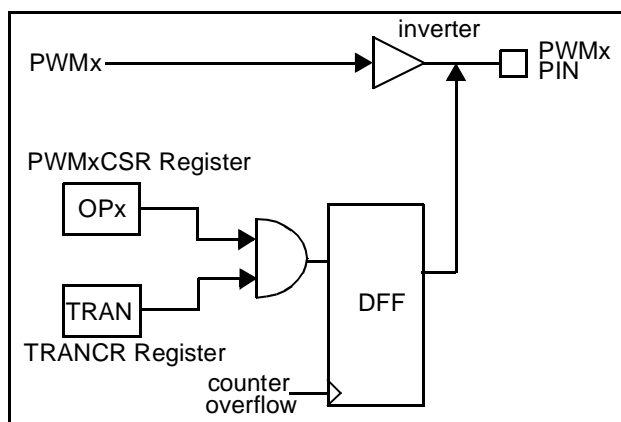 inverter
PWMx
PWMx
PIN
PWMxCSR Register
OPx
TRAN
DFF
TRANCR Register
counter
overflow